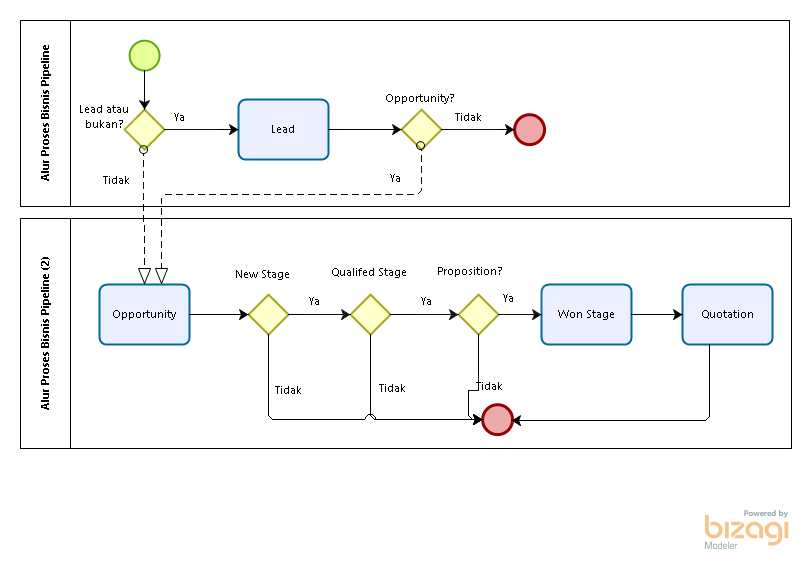 Alur Proses Bisnis Pipeline
Lead atau
bukan?
Ya
Lead
Opportunity?
Tidak
Tidak
Ya
Alur Proses Bisnis Pipeline (2)
New Stage
Qualifed Stage
Proposition?
Opportunity
Ya
Ya
Ya
Won Stage
Quotation
Tidak
Tidak
Tidak
Powered by
bizagi
Modeler